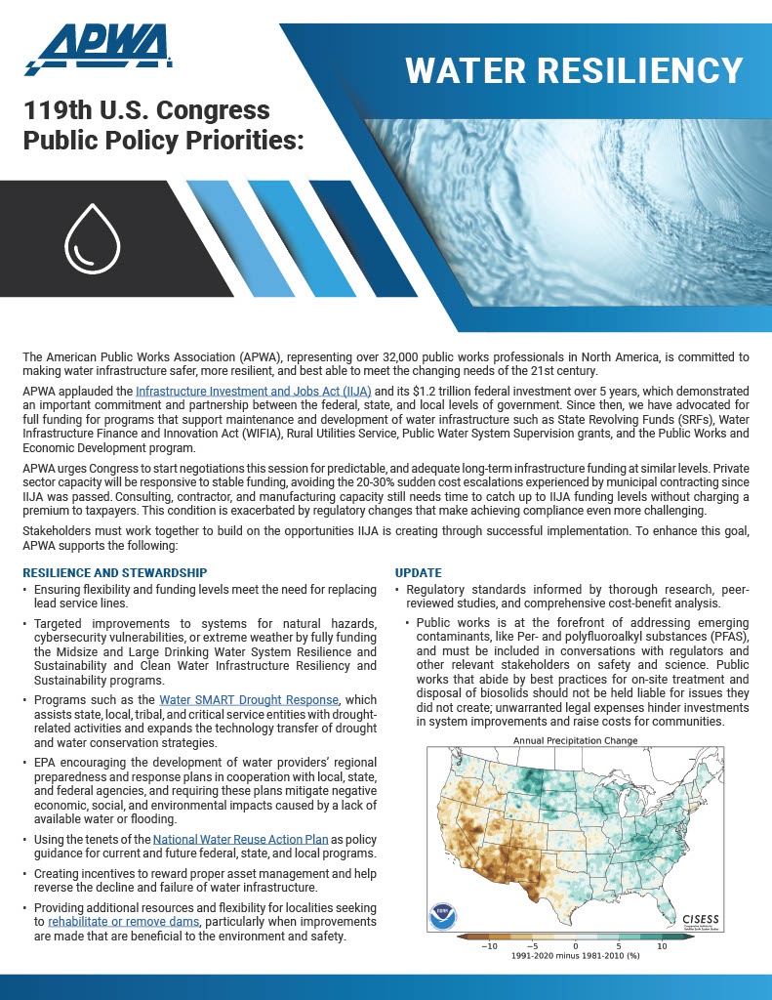 APWA
WATER RESILIENCY
119th U.S. Congress
Public Policy Priorities:
The American Public Works Association (APWA), representing over 32,000 public works professionals in North America, is committed to
making water infrastructure safer, more resilient, and best able to meet the changing needs of the 21st century.
APWA applauded the Infrastructure Investment and Jobs Act (IIJA) and its $1.2 trillion federal investment over 5 years, which demonstrated
an important commitment and partnership between the federal, state, and local levels of government. Since then, we have advocated for
full funding for programs that support maintenance and development of water infrastructure such as State Revolving Funds (SRFs), Water
Infrastructure Finance and Innovation Act (WIFIA), Rural Utilities Service, Public Water System Supervision grants, and the Public Works and
Economic Development program.
APWA urges Congress to start negotiations this session for predictable, and adequate long-term infrastructure funding at similar levels. Private
sector capacity will be responsive to stable funding, avoiding the 20-30% sudden cost escalations experienced by municipal contracting since
IIJA was passed. Consulting, contractor, and manufacturing capacity still needs time to catch up to IIJA funding levels without charging a
premium to taxpayers. This condition is exacerbated by regulatory changes that make achieving compliance even more challenging.
Stakeholders must work together to build on the opportunities IIJA is creating through successful implementation. To enhance this goal,
APWA supports the following:
RESILIENCE AND STEWARDSHIP
• Ensuring flexibility and funding levels meet the need for replacing
lead service lines.
• Targeted improvements to systems for natural hazards,
cybersecurity vulnerabilities, or extreme weather by fully funding
the Midsize and Large Drinking Water System Resilience and
Sustainability and Clean Water Infrastructure Resiliency and
Sustainability programs.
• Programs such as the Water SMART Drought Response, which
assists state, local, tribal, and critical service entities with drought-
related activities and expands the technology transfer of drought
and water conservation strategies.
• EPA encouraging the development of water providers' regional
preparedness and response plans in cooperation with local, state,
and federal agencies, and requiring these plans mitigate negative
economic, social, and environmental impacts caused by a lack of
available water or flooding.
• Using the tenets of the National Water Reuse Action Plan as policy
guidance for current and future federal, state, and local programs.
• Creating incentives to reward proper asset management and help
reverse the decline and failure of water infrastructure.
• Providing additional resources and flexibility for localities seeking
to rehabilitate or remove dams, particularly when improvements
are made that are beneficial to the environment and safety.
UPDATE
• Regulatory standards informed by thorough research, peer-
reviewed studies, and comprehensive cost-benefit analysis.
• Public works is at the forefront of addressing emerging
contaminants, like Per- and polyfluoroalkyl substances (PFAS),
and must be included in conversations with regulators and
other relevant stakeholders on safety and science. Public
works that abide by best practices for on-site treatment and
disposal of biosolids should not be held liable for issues they
did not create; unwarranted legal expenses hinder investments
in system improvements and raise costs for communities.
Annual Precipitation Change
NOAA
CISESS
−10 −5 0 5 10
1991-2020 minus 1981-2010 (%)